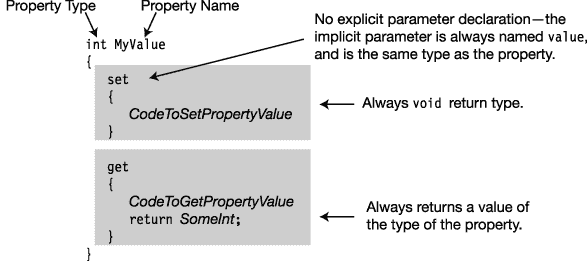 Property Type Property Name
No explicit parameter declaration—the
implicit parameter is always named value,
and is the same type as the property.
int MyValue
{
set
{
CodeToSetPropertyValue
}
Always void return type.
get
{
CodeToGetPropertyValue
return SomeInt;
}
Always returns a value of
the type of the property.
}